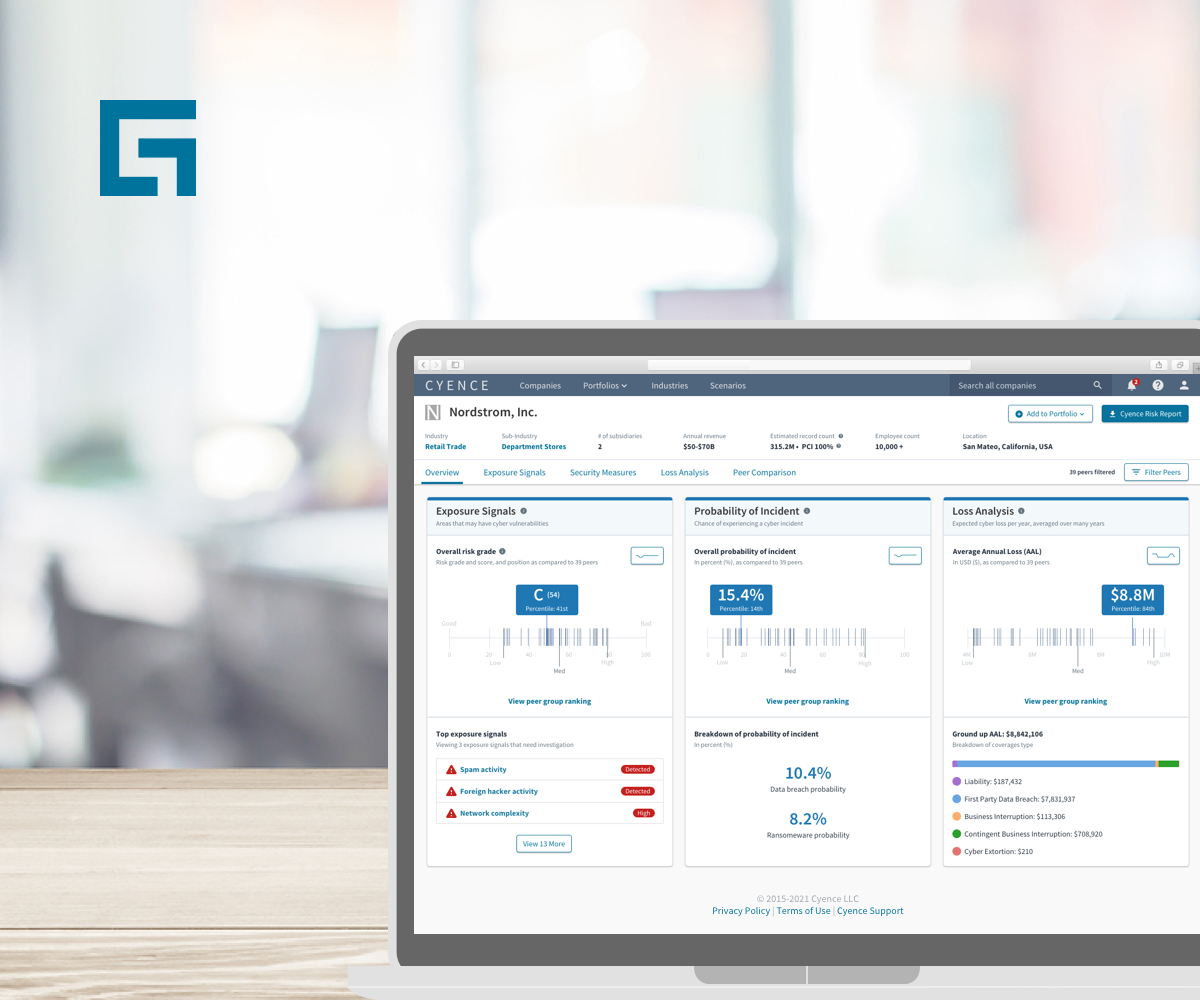 CYENCE Companies Portfolios Industries Scenarios Search all companies 2
Nordstrom, Inc.
Add to Portfolio Cyence Risk Report
Industry Sub-Industry # of subsidiaries Annual revenue Estimated record count Employee count Location
Retail Trade Department Stores 2 $50-$70B 315.2M • PCI 100% 10,000 + San Mateo, California, USA
Overview Exposure Signals Security Measures Loss Analysis Peer Comparison 39 peers filtered Filter Peers
Exposure Signals
Areas that may have cyber vulnerabilities
Overall risk grade
Risk grade and score, and position as compared to 39 peers
C (54)
Percentile: 41st
Good Bad
0 20 40 60 80 100
Low High
Med
View peer group ranking
Top exposure signals
Viewing 3 exposure signals that need investigation
Spam activity Detected
Foreign hacker activity Detected
Network complexity High
View 13 More
Probability of Incident
Chance of experiencing a cyber incident
Overall probability of incident
In percent (%), as compared to 39 peers
15.4%
Percentile: 14th
0 20 40 60 80 100
Low High
Med
View peer group ranking
Breakdown of probability of incident
In percent (%)
10.4%
Data breach probability
8.2%
Ransomeware probability
Loss Analysis
Expected cyber loss per year, averaged over many years
Average Annual Loss (AAL)
In USD ($), as compared to 39 peers
$8.8M
Percentile: 84th
4M 6M 8M 10M
Low High
Med
View peer group ranking
Ground up AAL: $8,842,106
Breakdown of coverages type
Liability: $187,432
First Party Data Breach: $7,831,937
Business Interruption: $113,306
Contingent Business Interruption: $708,920
Cyber Extortion: $210
© 2015-2021 Cyence LLC
Privacy Policy | Terms of Use | Cyence Support